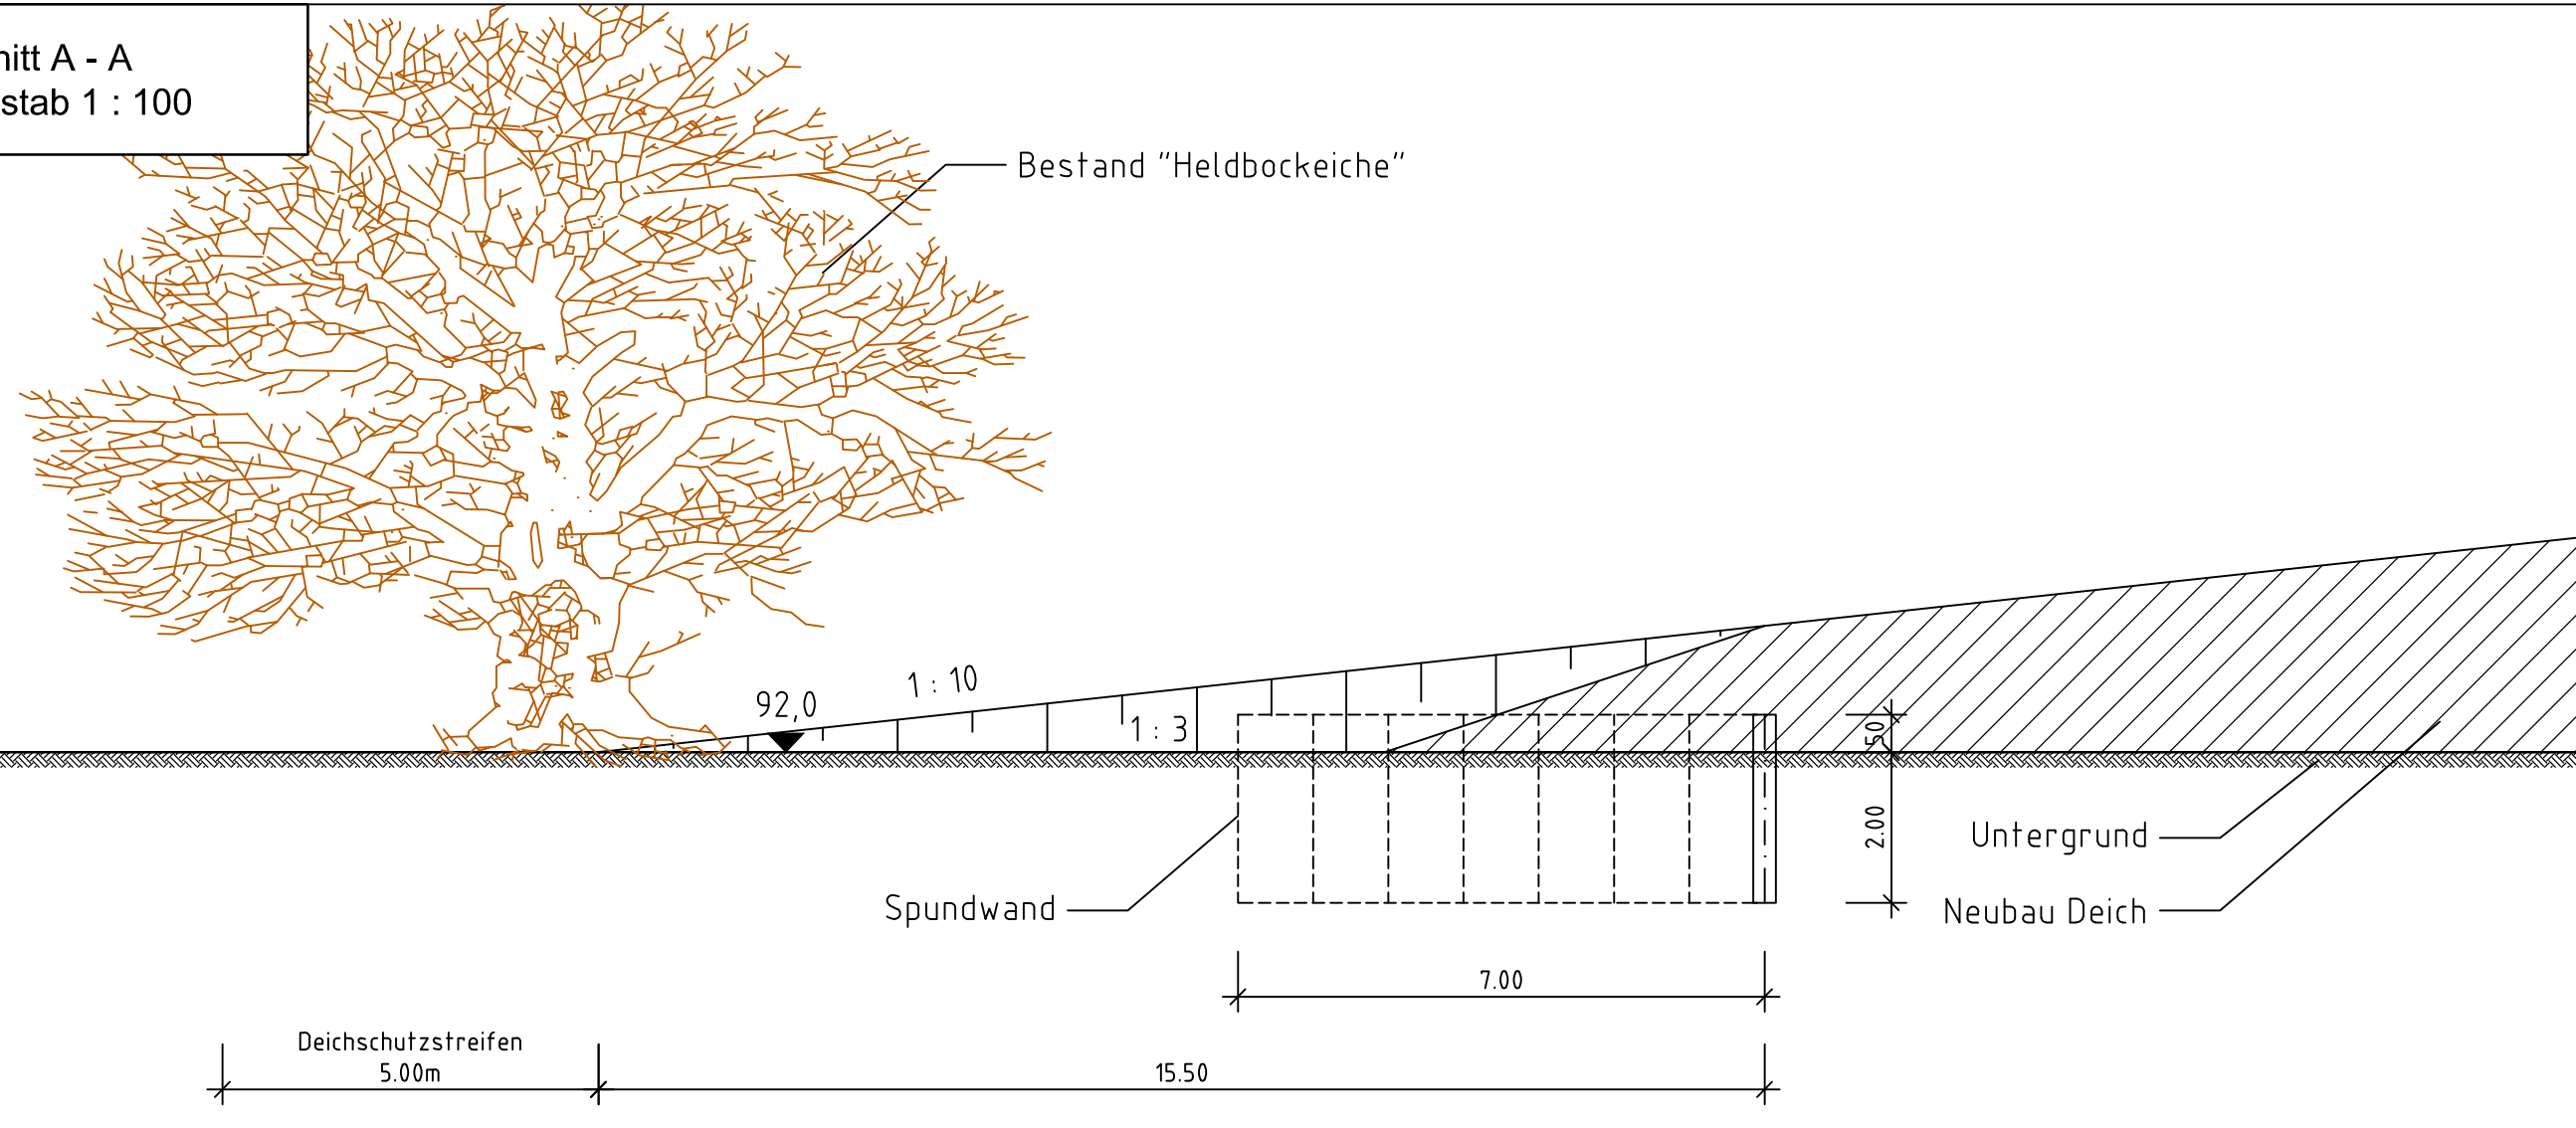 nitt A - A
stab 1 : 100
Bestand "Heldbockeiche"
1 : 10
92,0
1 : 3
50
2.00
Untergrund
Spundwand
Neubau Deich
7.00
Deichschutzstreifen
5.00m
15.50